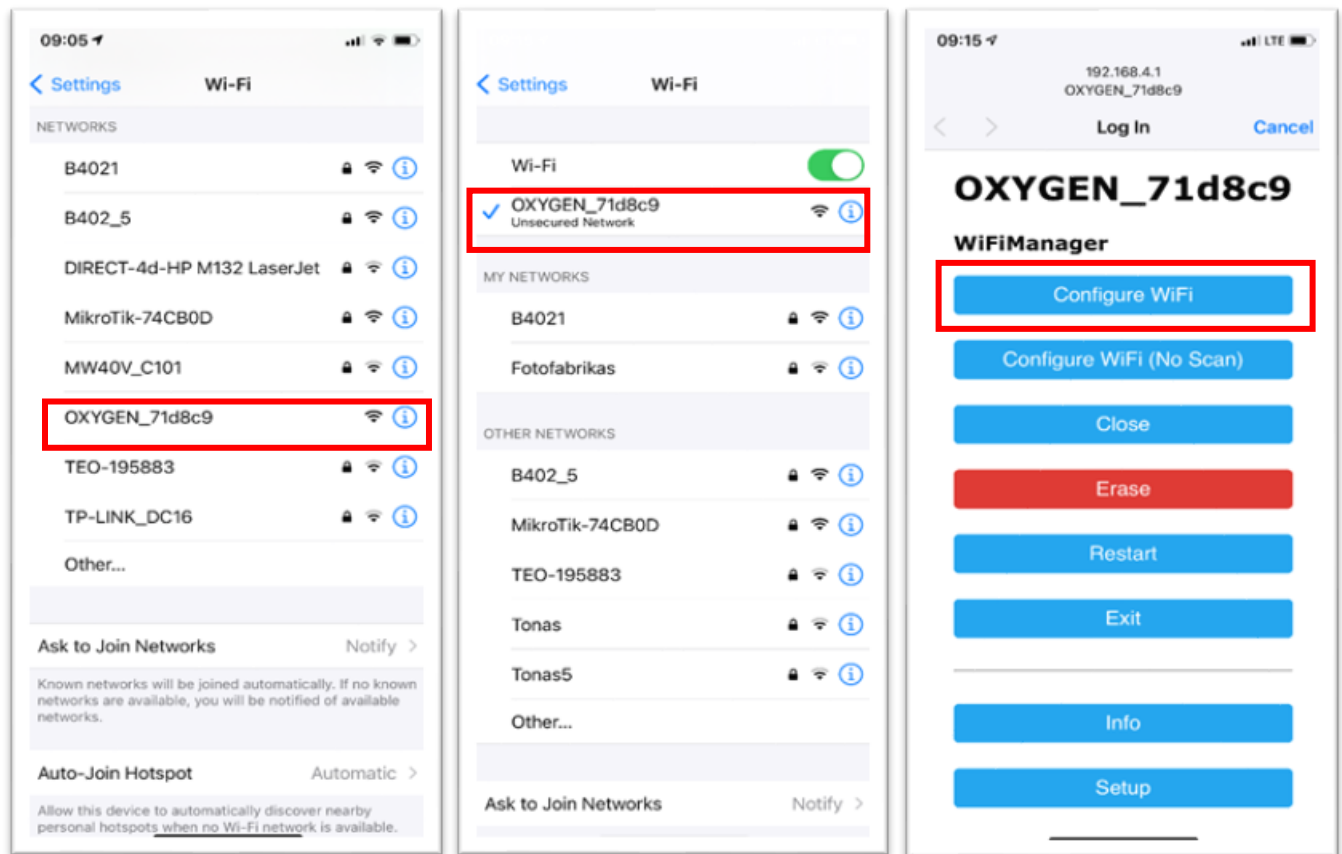 09:05
Settings
Wi-Fi
NETWORKS
B4021
B402_5
DIRECT-4d-HP M132 LaserJet
MikroTik-74CB0D
MW40V_C101
OXYGEN_71d8c9
TEO-195883
TP-LINK_DC16
Other...
Ask to Join Networks Notify
Known networks will be joined automatically. If no known
networks are available, you will be notified of available
networks.
Auto-Join Hotspot Automatic
Allow this device to automatically discover nearby
personal hotspots when no Wi-Fi network is available.
Settings
Wi-Fi
Wi-Fi
OXYGEN_71d8c9
Unsecured Network
MY NETWORKS
B4021
Fotofabrikas
OTHER NETWORKS
B402_5
MikroTik-74CB0D
TEO-195883
Tonas
Tonas5
Other...
Ask to Join Networks Notify
09:15 LTE
192.168.4.1
OXYGEN_71d8c9
Log In Cancel
OXYGEN_71d8c9
WiFiManager
Configure WiFi
Configure WiFi (No Scan)
Close
Erase
Restart
Exit
Info
Setup